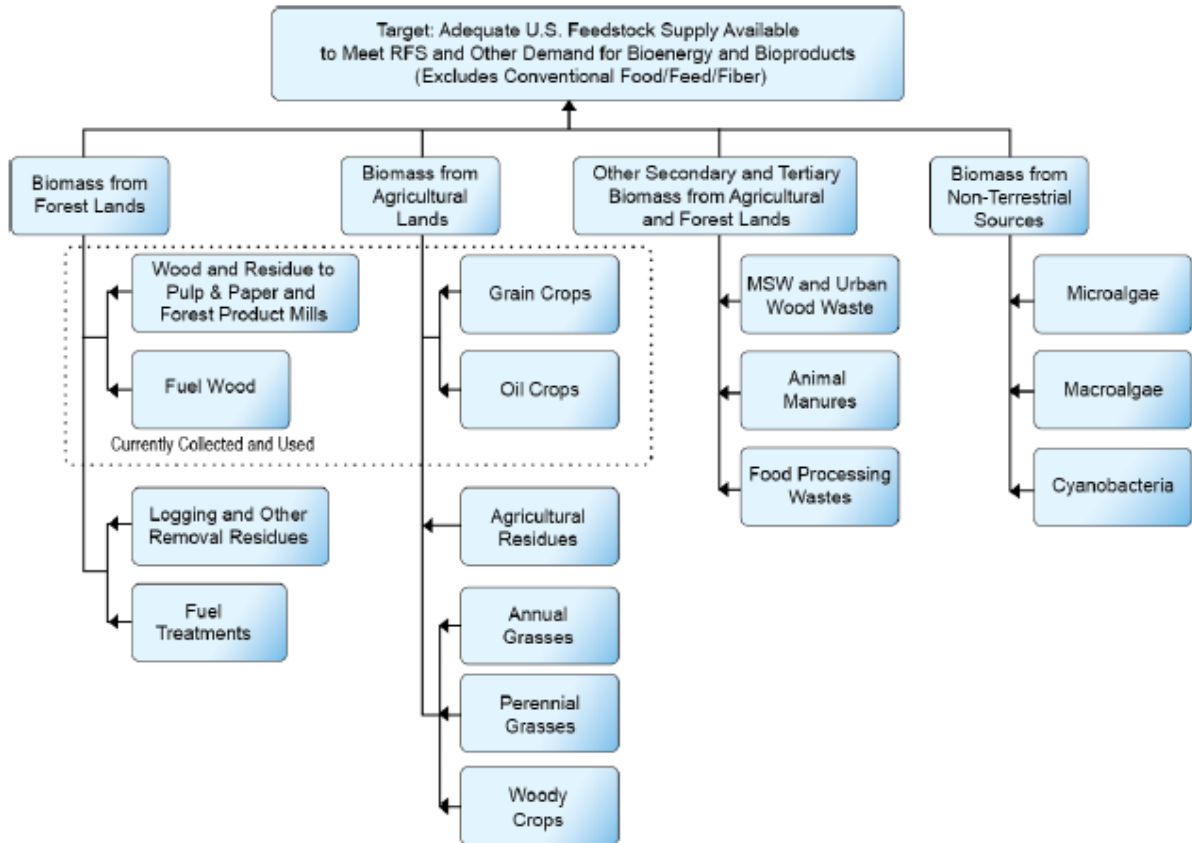 Target: Adequate U.S. Feedstock Supply Available
to Meet RFS and Other Demand for Bioenergy and Bioproducts
(Excludes Conventional Food/Feed/Fiber)
Biomass from
Forest Lands
Wood and Residue to
Pulp & Paper and
Forest Product Mills
Fuel Wood
Currently Collected and Used
Logging and Other
Removal Residues
Fuel
Treatments
Biomass from
Agricultural
Lands
Grain Crops
Oil Crops
Agricultural
Residues
Annual
Grasses
Perennial
Grasses
Woody
Crops
Other Secondary and Tertiary
Biomass from Agricultural
and Forest Lands
MSW and Urban
Wood Waste
Animal
Manures
Food Processing
Wastes
Biomass from
Non-Terrestrial
Sources
Microalgae
Macroalgae
Cyanobacteria